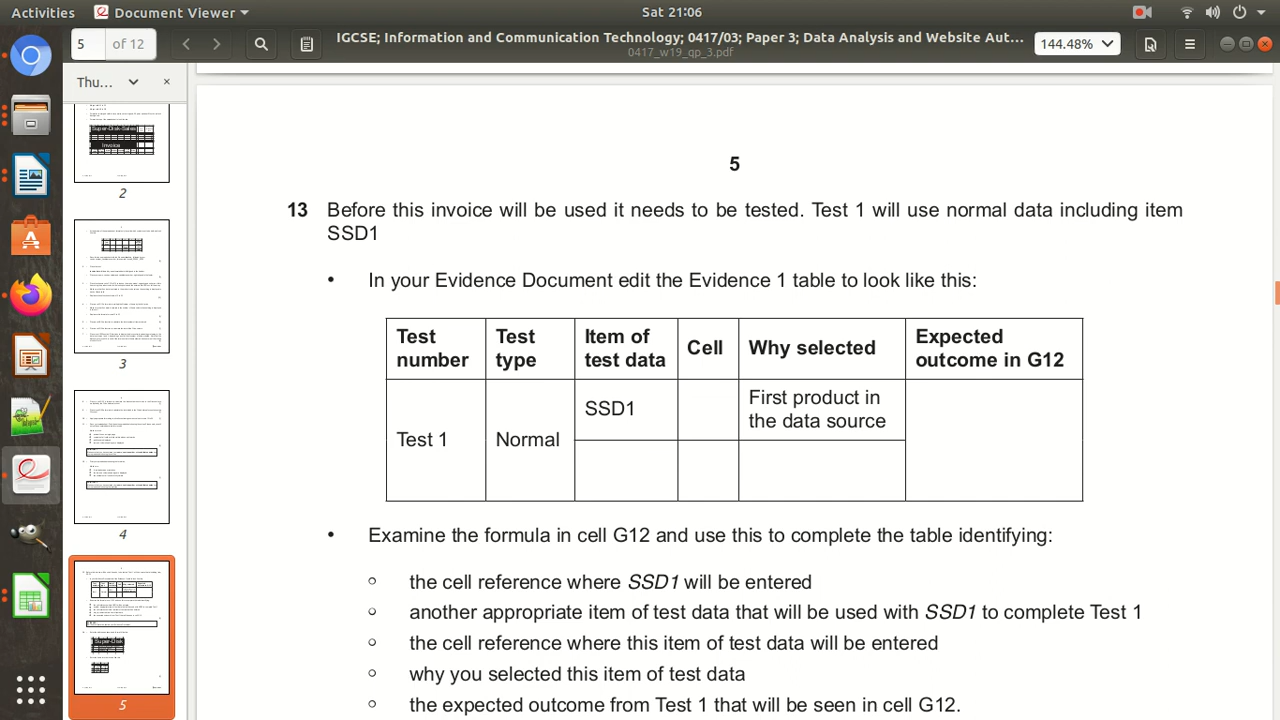 Activities Document Viewer Sat 21:06
5 of 12 IGCSE; Information and Communication Technology; 0417/03; Paper 3; Data Analysis and Website Aut... 144.48%
0417_w19_qp_3.pdf
Thu...
Super-Disk-Sales
Invoice
2
3
4
5
5
13 Before this invoice will be used it needs to be tested. Test 1 will use normal data including item
SSD1
• In your Evidence Document edit the Evidence 1 table to look like this:
Test number Test type Item of test data Cell Why selected Expected outcome in G12
Test 1 Normal SSD1 First product in the data source
• Examine the formula in cell G12 and use this to complete the table identifying:
○ the cell reference where SSD1 will be entered
○ another appropriate item of test data that will be used with SSD1 to complete Test 1
○ the cell reference where this item of test data will be entered
○ why you selected this item of test data
○ the expected outcome from Test 1 that will be seen in cell G12.